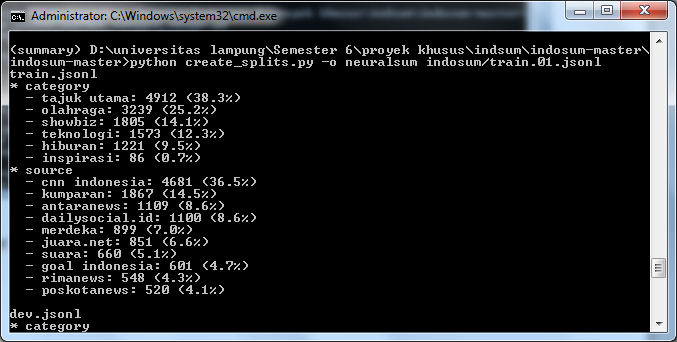 Administrator: C:\Windows\system32\cmd.exe
(summary) D:\universitas lampung\Semester 6\proyek khusus\indsum\indosum-master\
indosum-master>python create_splits.py -o neuralsum indosum/train.01.jsonl
train.jsonl
* category
  - tajuk utama: 4912 (38.3%)
  - olahraga: 3239 (25.2%)
  - showbiz: 1805 (14.1%)
  - teknologi: 1573 (12.3%)
  - hiburan: 1221 (9.5%)
  - inspirasi: 86 (0.7%)
* source
  - cnn indonesia: 4681 (36.5%)
  - kumparan: 1867 (14.5%)
  - antaranews: 1109 (8.6%)
  - dailysocial.id: 1100 (8.6%)
  - merdeka: 899 (7.0%)
  - juara.net: 851 (6.6%)
  - suara: 660 (5.1%)
  - goal indonesia: 601 (4.7%)
  - rimanews: 548 (4.3%)
  - poskotanews: 520 (4.1%)
dev.jsonl
* category